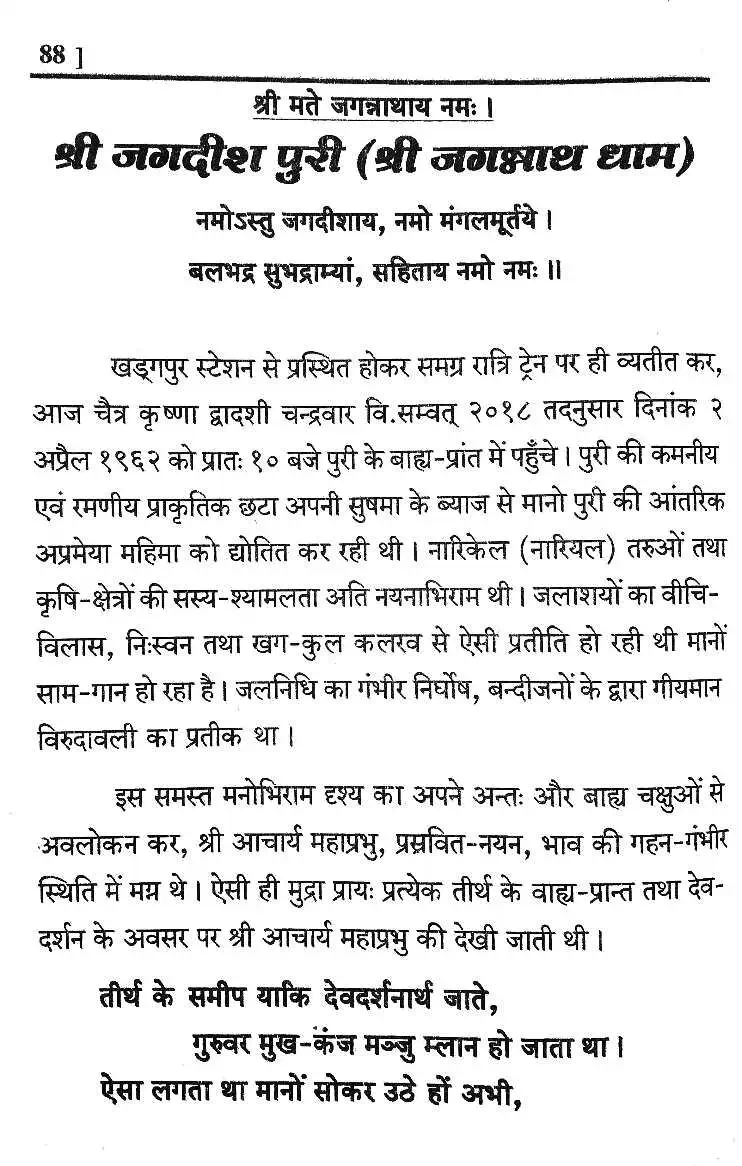 88 ]
श्री मते जगन्नाथाय नमः।
श्री जगदीश पुरी (श्री जगन्नाथ धाम)
नमोऽस्तु जगदीशाय, नमो मंगलमूर्तये।
बलभद्र सुभद्राम्यां, सहिताय नमो नमः॥
खड्गपुर स्टेशन से प्रस्थित होकर समग्र रात्रि ट्रेन पर ही व्यतीत कर,
आज चैत्र कृष्णा द्वादशी चन्द्रवार वि.सम्वत् २०१८ तदनुसार दिनांक २
अप्रैल १९६२ को प्रातः १० बजे पुरी के बाह्य-प्रांत में पहुँचे। पुरी की कमनीय
एवं रमणीय प्राकृतिक छटा अपनी सुषमा के ब्याज से मानो पुरी की आंतरिक
अप्रमेया महिमा को द्योतित कर रही थी। नारिकेल (नारियल) तरुओं तथा
कृषि-क्षेत्रों की सस्य-श्यामलता अति नयनाभिराम थी। जलाशयों का वीचि-
विलास, निःस्वन तथा खग-कुल कलरव से ऐसी प्रतीति हो रही थी मानों
साम-गान हो रहा है। जलनिधि का गंभीर निर्घोष, बन्दीजनों के द्वारा गीयमान
विरुदावली का प्रतीक था।
इस समस्त मनोभिराम दृश्य का अपने अन्तः और बाह्य चक्षुओं से
अवलोकन कर, श्री आचार्य महाप्रभु, प्रस्रवित-नयन, भाव की गहन-गंभीर
स्थिति में मग्न थे। ऐसी ही मुद्रा प्रायः प्रत्येक तीर्थ के वाह्य-प्रान्त तथा देव-
दर्शन के अवसर पर श्री आचार्य महाप्रभु की देखी जाती थी।
तीर्थ के समीप याकि देवदर्शनार्थ जाते,
गुरुवर मुख-कंज मञ्जु म्लान हो जाता था।
ऐसा लगता था मानों सोकर उठे हों अभी,